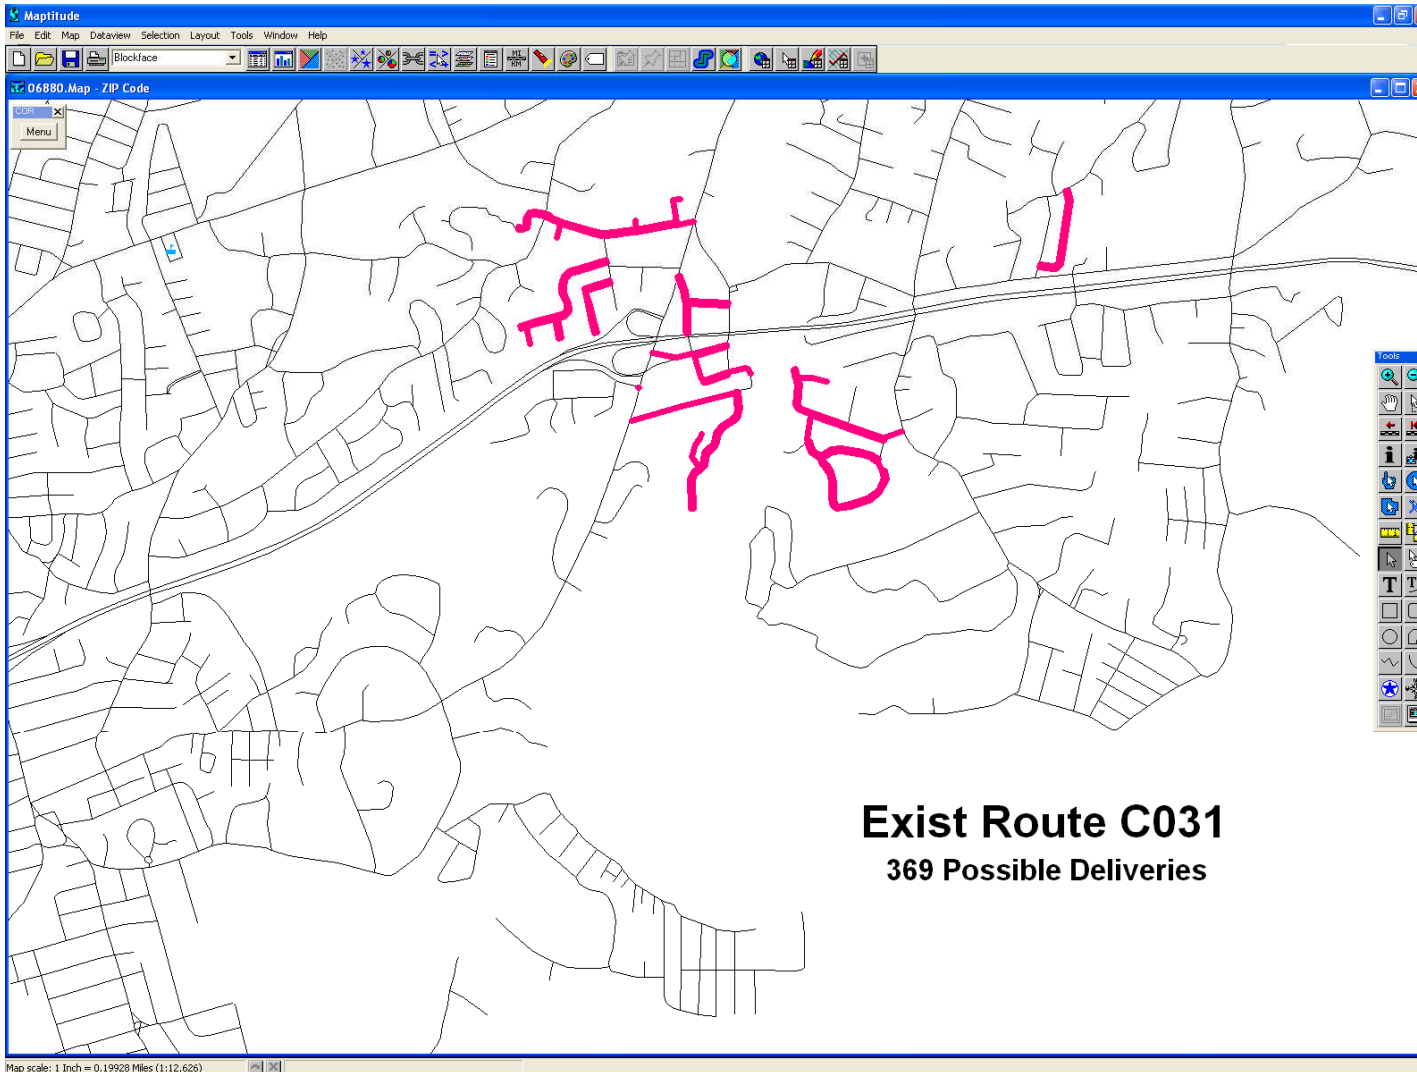 Maptitude
File Edit Map Dataview Selection Layout Tools Window Help
Blockface
06880.Map - ZIP Code
COR
Menu
Tools
Exist Route C031
369 Possible Deliveries
Map scale: 1 Inch = 0.19928 Miles (1:12,626)